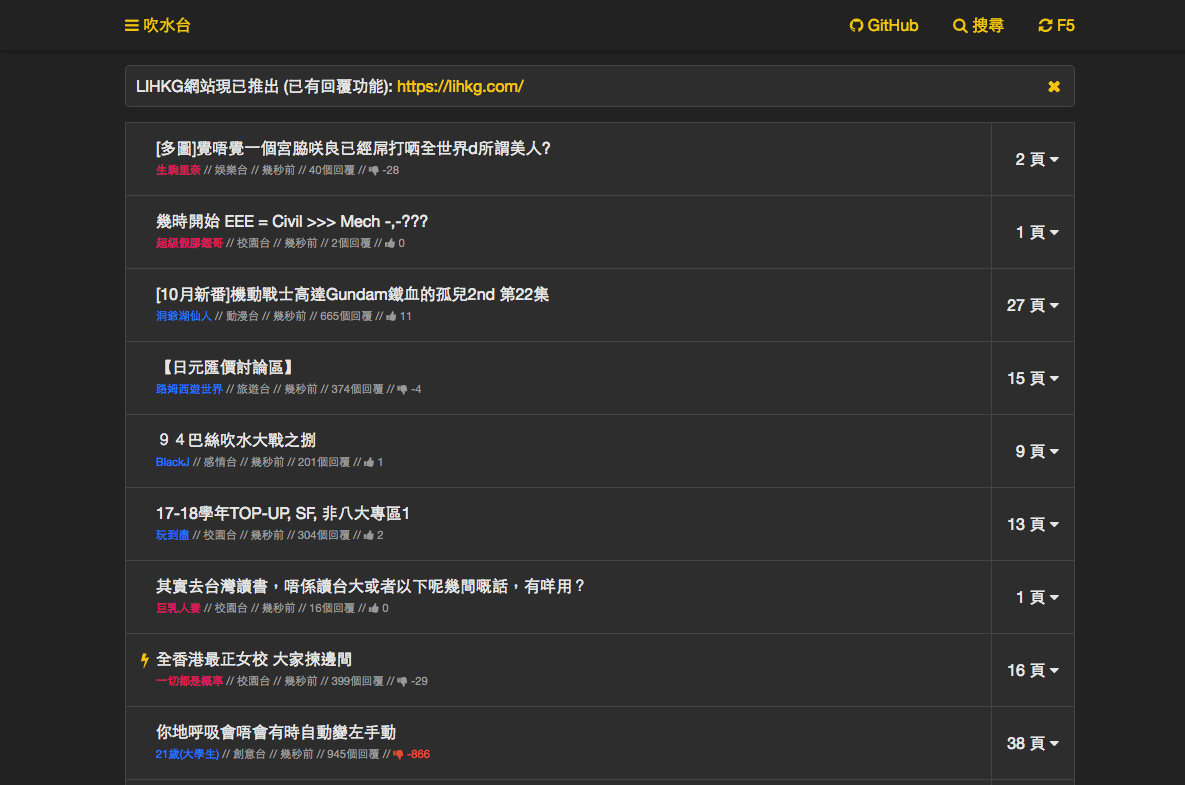 吹水台 GitHub 搜尋 F5
LIHKG網站現已推出 (已有回覆功能): https://lihkg.com/
[多圖]覺唔覺一個宮脇咲良已經屌打哂全世界d所謂美人?
生駒里奈 // 娛樂台 // 幾秒前 // 40個回覆 // -28
2 頁
幾時開始 EEE = Civil >>> Mech -,-???
超級假膠鑑哥 // 校園台 // 幾秒前 // 2個回覆 // 0
1 頁
[10月新番]機動戰士高達Gundam鐵血的孤兒2nd 第22集
洞爺湖仙人 // 動漫台 // 幾秒前 // 665個回覆 // 11
27 頁
【日元匯價討論區】
路姆西遊世界 // 旅遊台 // 幾秒前 // 374個回覆 // -4
15 頁
９４巴絲吹水大戰之捌
BlackJ // 感情台 // 幾秒前 // 201個回覆 // 1
9 頁
17-18學年TOP-UP, SF, 非八大專區1
玩到盡 // 校園台 // 幾秒前 // 304個回覆 // 2
13 頁
其實去台灣讀書，唔係讀台大或者以下呢幾間嘅話，有咩用？
巨乳人妻 // 校園台 // 幾秒前 // 16個回覆 // 0
1 頁
全香港最正女校 大家揀邊間
一切都是概率 // 校園台 // 幾秒前 // 399個回覆 // -29
16 頁
你地呼吸會唔會有時自動變左手動
21歲(大學生) // 創意台 // 幾秒前 // 945個回覆 // -866
38 頁